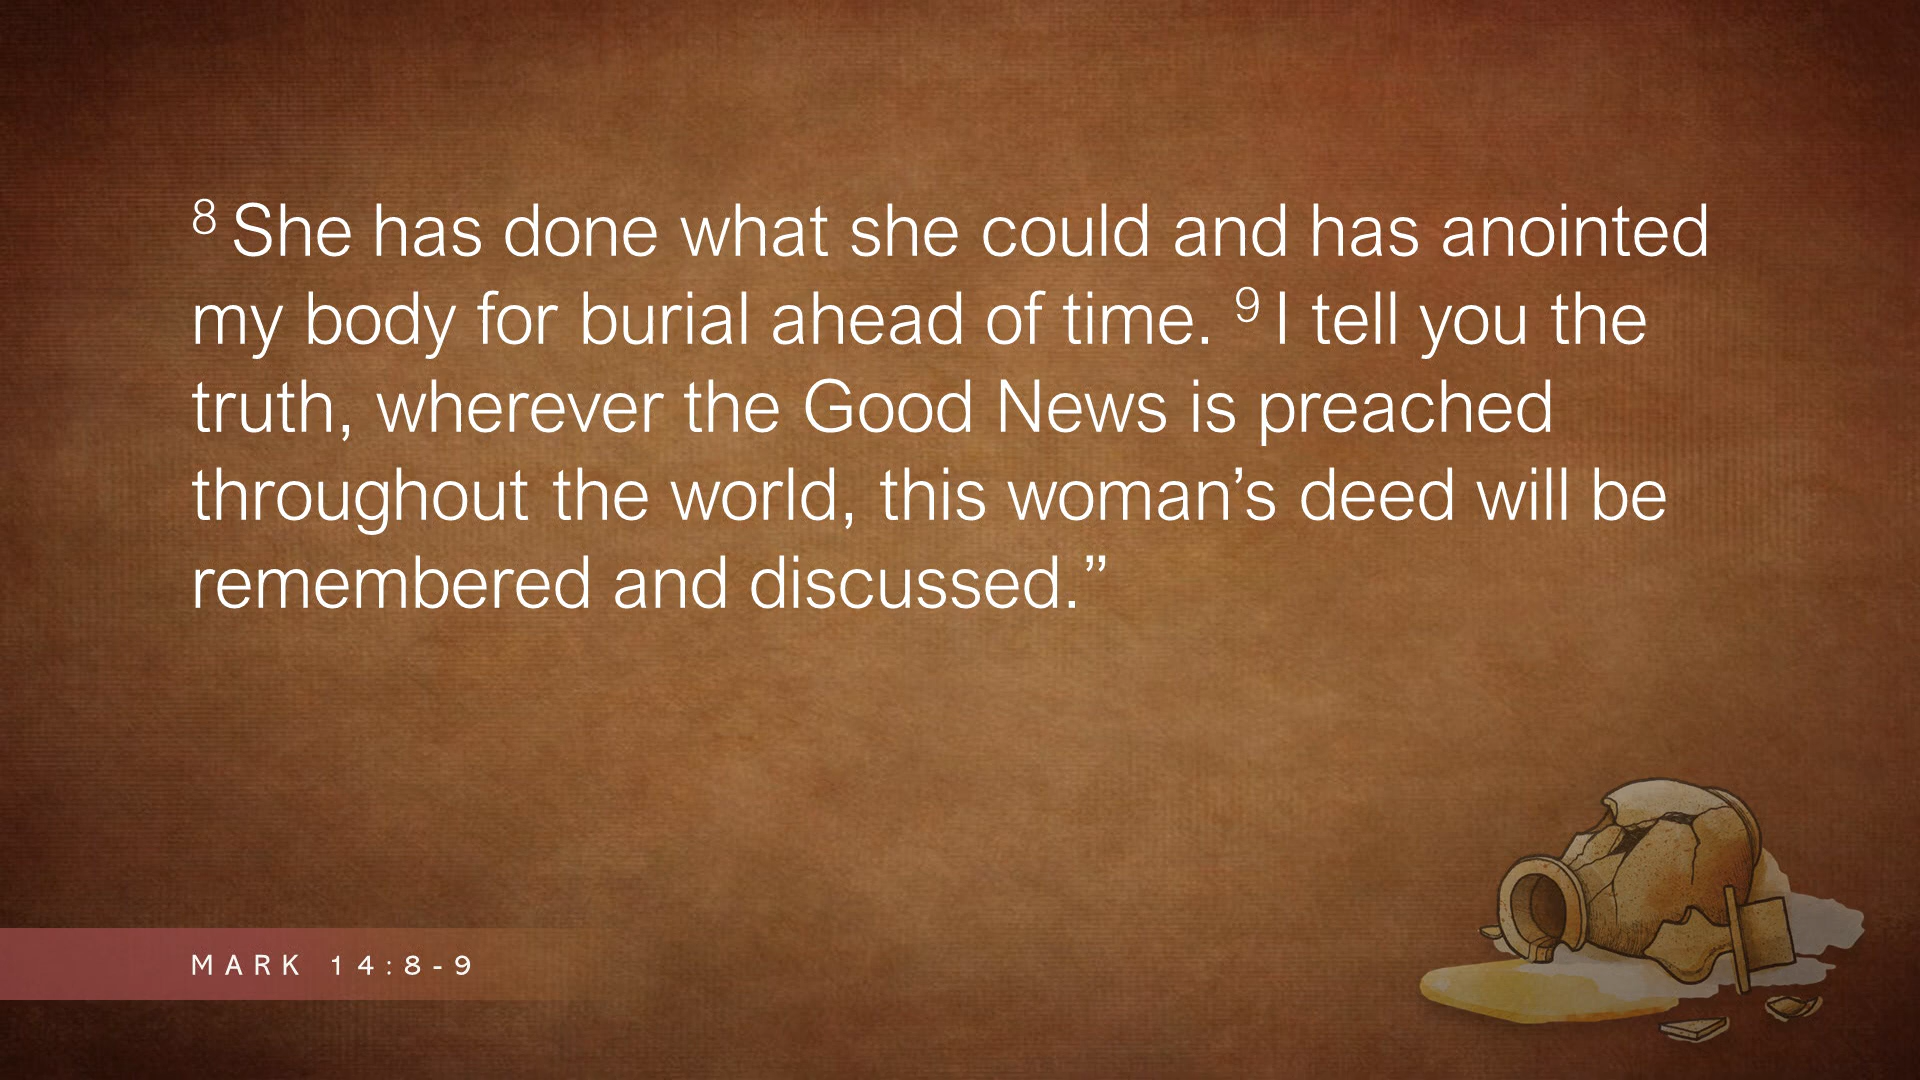 8 She has done what she could and has anointed
my body for burial ahead of time. 9 I tell you the
truth, wherever the Good News is preached
throughout the world, this woman’s deed will be
remembered and discussed.”
MARK 14:8-9